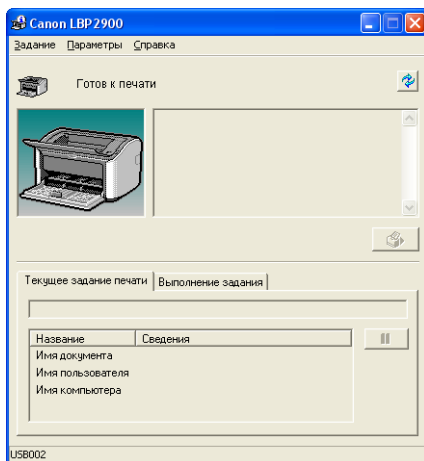 Canon LBP2900
Задание Параметры Справка
Готов к печати
Текущее задание печати Выполнение задания
Название Сведения
Имя документа
Имя пользователя
Имя компьютера
USB002